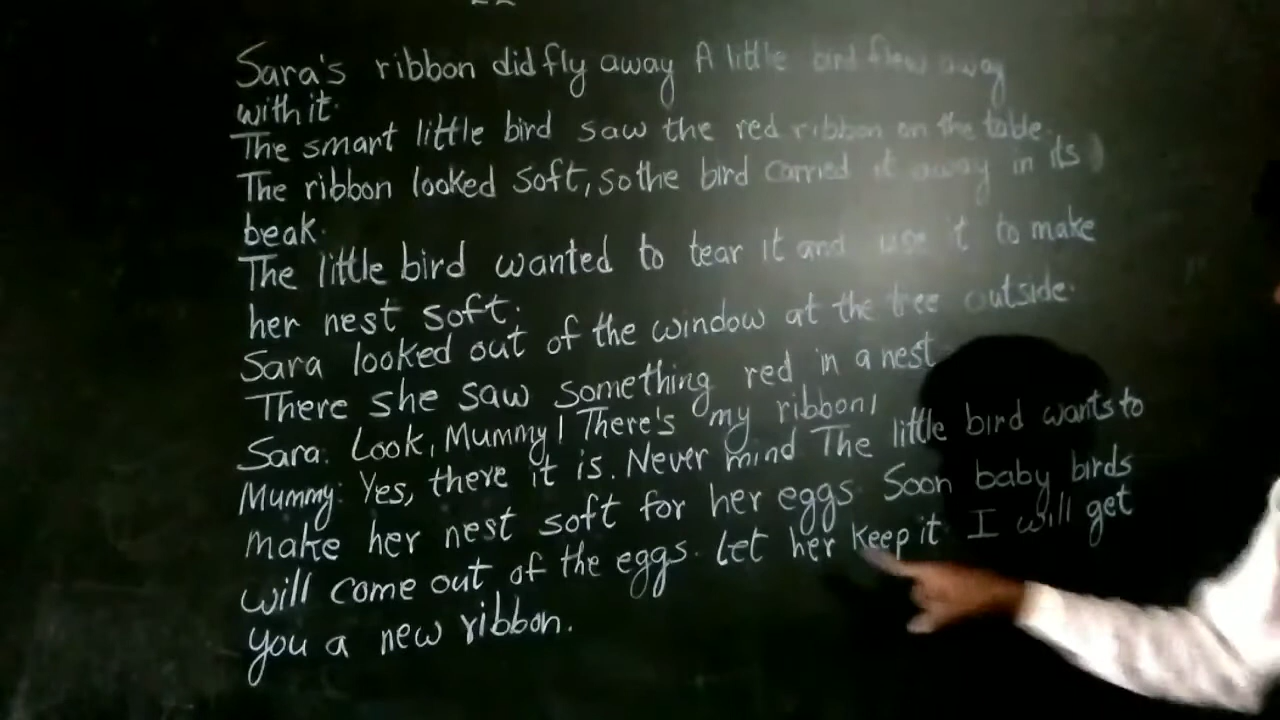 Sara's ribbon did fly away A little bird flew away
with it.
The smart little bird saw the red ribbon on the table.
The ribbon looked soft, so the bird carried it away in its
beak.
The little bird wanted to tear it and use it to make
her nest soft.
Sara looked out of the window at the tree outside.
There she saw something red in a nest
Sara: Look, Mummy! There's my ribbon!
Mummy: Yes, there it is. Never mind The little bird wants to
make her nest soft for her eggs. Soon baby birds
will come out of the eggs. Let her keep it. I will get
you a new ribbon.